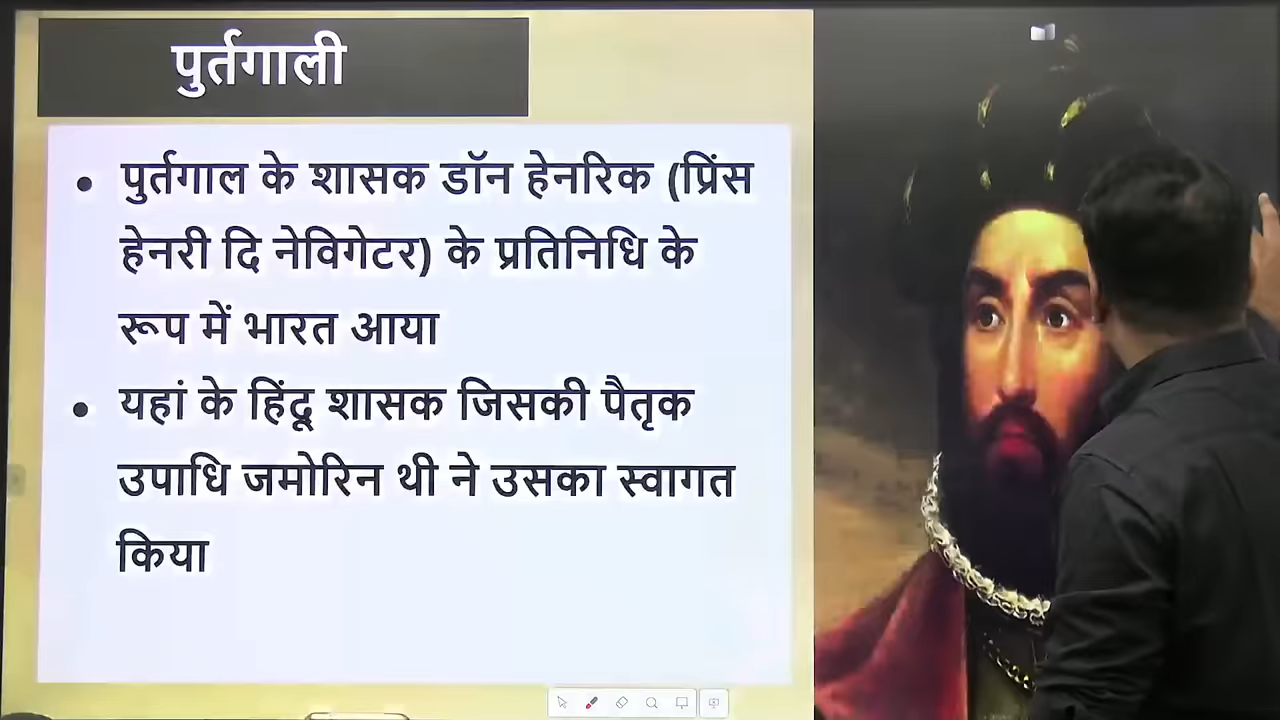 पुर्तगाली
• पुर्तगाल के शासक डॉन हेनरिक (प्रिंस
हेनरी दि नेविगेटर) के प्रतिनिधि के
रूप में भारत आया
• यहां के हिंदू शासक जिसकी पैतृक
उपाधि जमोरिन थी ने उसका स्वागत
किया